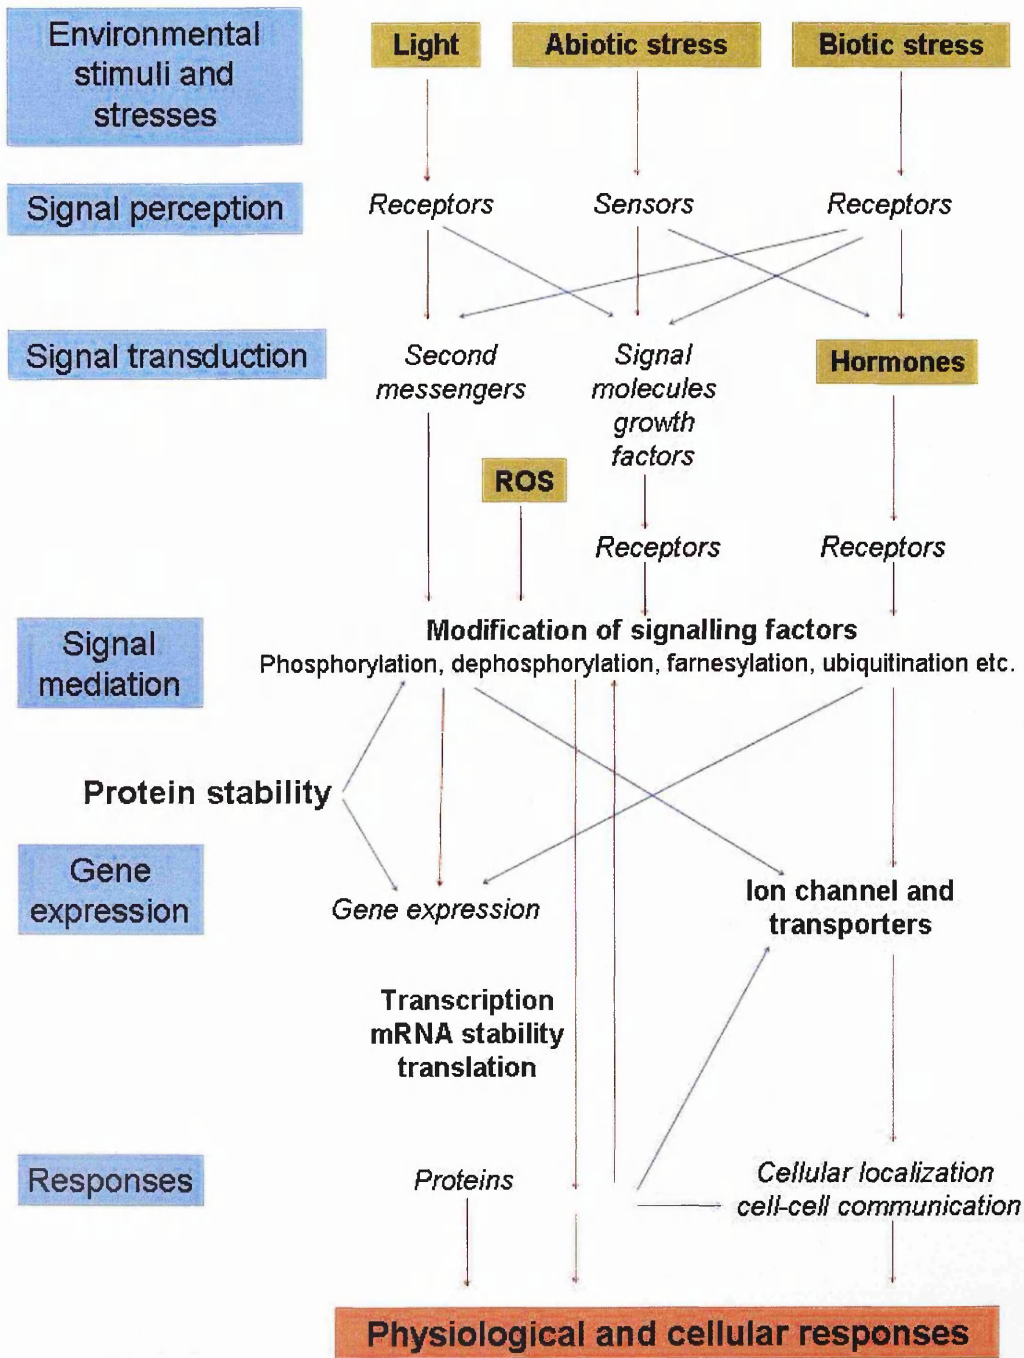 Environmental
stimuli and
stresses
Light
Abiotic stress
Biotic stress
Signal perception
Receptors
Sensors
Receptors
Signal transduction
Second
messengers
Signal
molecules
growth
factors
Hormones
ROS
Receptors
Receptors
Signal
mediation
Modification of signalling factors
Phosphorylation, dephosphorylation, farnesylation, ubiquitination etc.
Protein stability
Gene
expression
Gene expression
Ion channel and
transporters
Transcription
mRNA stability
translation
Responses
Proteins
Cellular localization
cell-cell communication
Physiological and cellular responses